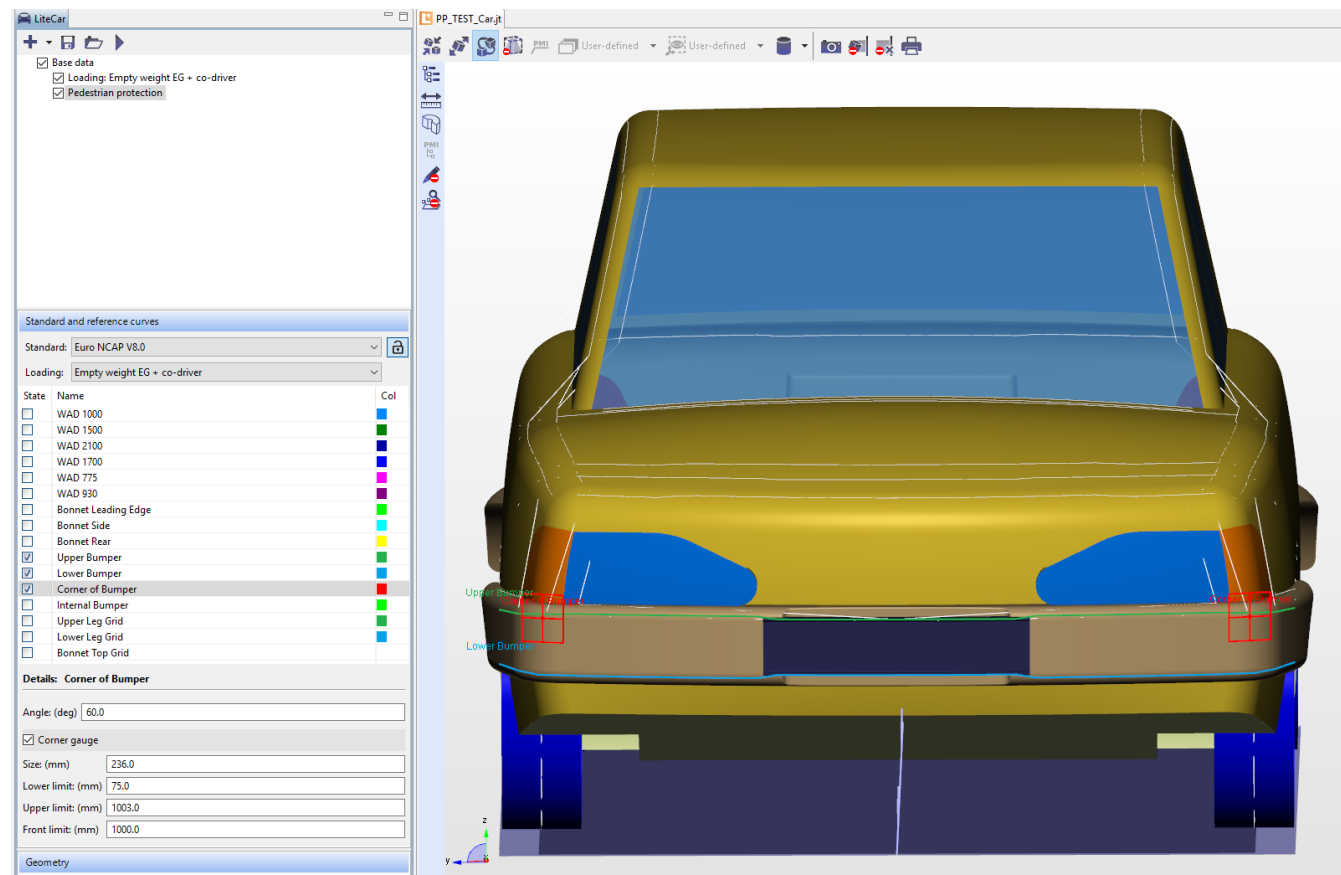 LiteCar
Base data
Loading: Empty weight EG + co-driver
Pedestrian protection
Standard and reference curves
Standard: Euro NCAP V8.0
Loading: Empty weight EG + co-driver
State Name Col
WAD 1000
WAD 1500
WAD 2100
WAD 1700
WAD 775
WAD 930
Bonnet Leading Edge
Bonnet Side
Bonnet Rear
Upper Bumper
Lower Bumper
Corner of Bumper
Internal Bumper
Upper Leg Grid
Lower Leg Grid
Bonnet Top Grid
Details: Corner of Bumper
Angle: (deg) 60.0
Corner gauge
Size: (mm) 236.0
Lower limit: (mm) 75.0
Upper limit: (mm) 1003.0
Front limit: (mm) 1000.0
Geometry
PP_TEST_Car.jt
PMI User-defined User-defined
PMI
Upper Bumper
Lower Bumper
z
y